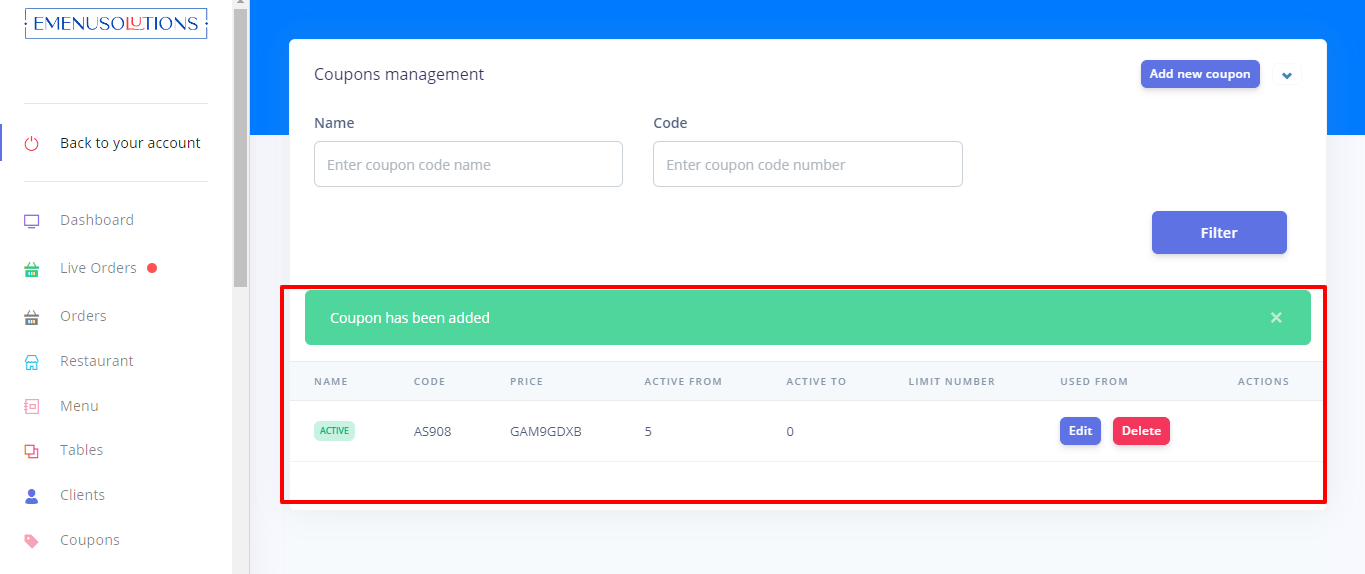 EMENUSOLUTIONS
Back to your account
Dashboard
Live Orders
Orders
Restaurant
Menu
Tables
Clients
Coupons
Coupons management
Add new coupon
Name Code
Enter coupon code name Enter coupon code number
Filter
Coupon has been added ×
NAME CODE PRICE ACTIVE FROM ACTIVE TO LIMIT NUMBER USED FROM ACTIONS
ACTIVE AS908 GAM9GDXB 5 0 Edit Delete